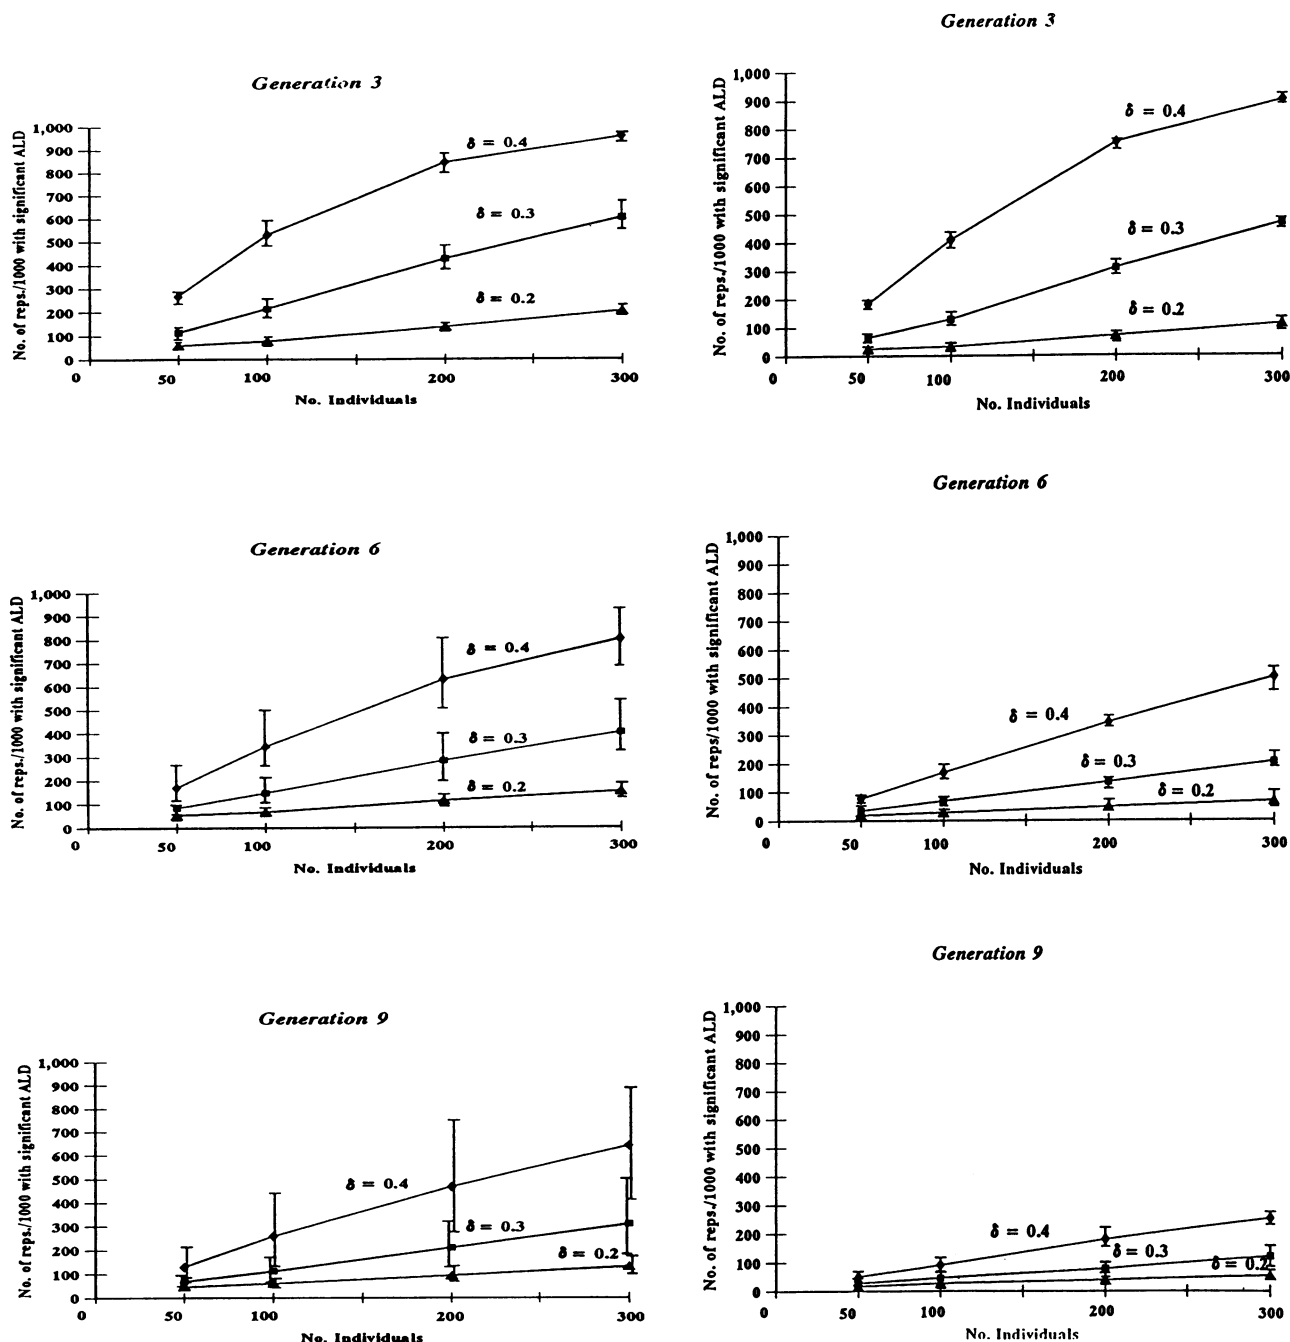 Generation 3
No. of reps./1000 with significant ALD
1,000
900
800
700
600
500
400
300
200
100
0
δ = 0.4
δ = 0.3
δ = 0.2
0 50 100 200 300
No. Individuals
Generation 3
No. of reps./1000 with significant ALD
1,000
900
800
700
600
500
400
300
200
100
0
δ = 0.4
δ = 0.3
δ = 0.2
0 50 100 200 300
No. Individuals
Generation 6
No. of reps./1000 with significant ALD
1,000
900
800
700
600
500
400
300
200
100
0
δ = 0.4
δ = 0.3
δ = 0.2
0 50 100 200 300
No. Individuals
Generation 6
No. of reps/1000 with significant ALD
1,000
900
800
700
600
500
400
300
200
100
0
δ = 0.4
δ = 0.3
δ = 0.2
0 50 100 200 300
No. Individuals
Generation 9
No. of reps./1000 with significant ALD
1,000
900
800
700
600
500
400
300
200
100
0
δ = 0.4
δ = 0.3
δ = 0.2
0 50 100 200 300
No. Individuals
Generation 9
No. of reps./1000 with significant ALD
1,000
900
800
700
600
500
400
300
200
100
0
δ = 0.4
δ = 0.3
δ = 0.2
0 50 100 200 300
No. Individuals